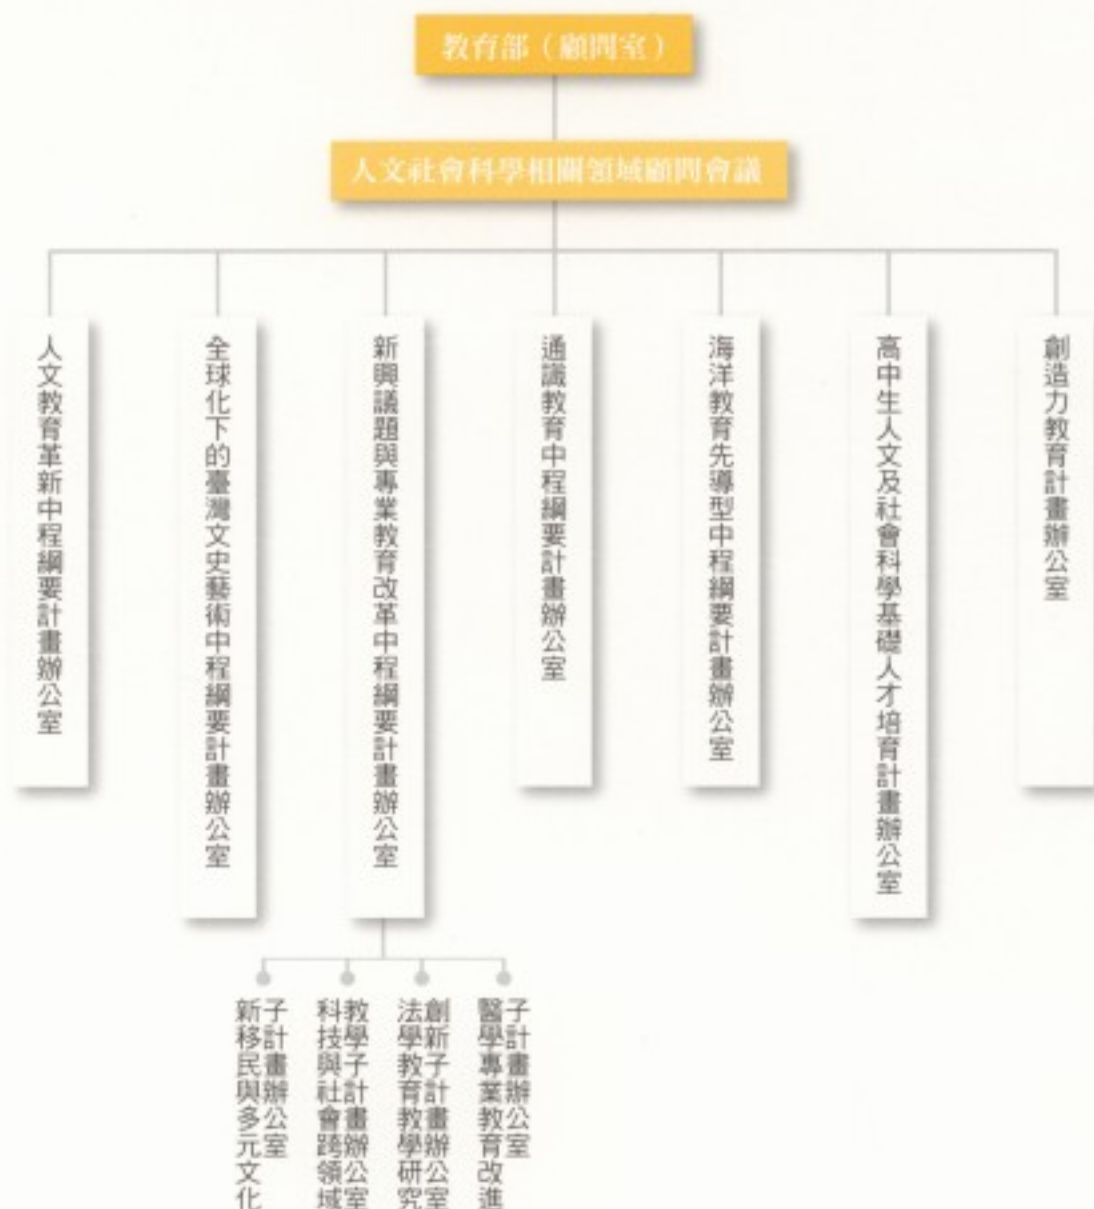 教育部（顧問室）
人文社會科學相關領域顧問會議
人文教育革新中程綱要計畫辦公室
全球化下的臺灣文史藝術中程綱要計畫辦公室
新興議題與專業教育改革中程綱要計畫辦公室
通識教育中程綱要計畫辦公室
海洋教育先導型中程綱要計畫辦公室
高中生人文及社會科學基礎人才培育計畫辦公室
創造力教育計畫辦公室
新移民與多元文化
子計畫辦公室
科技與社會跨領域
教學子計畫辦公室
法學教育教學研究
創新子計畫辦公室
醫學專業教育改進
子計畫辦公室